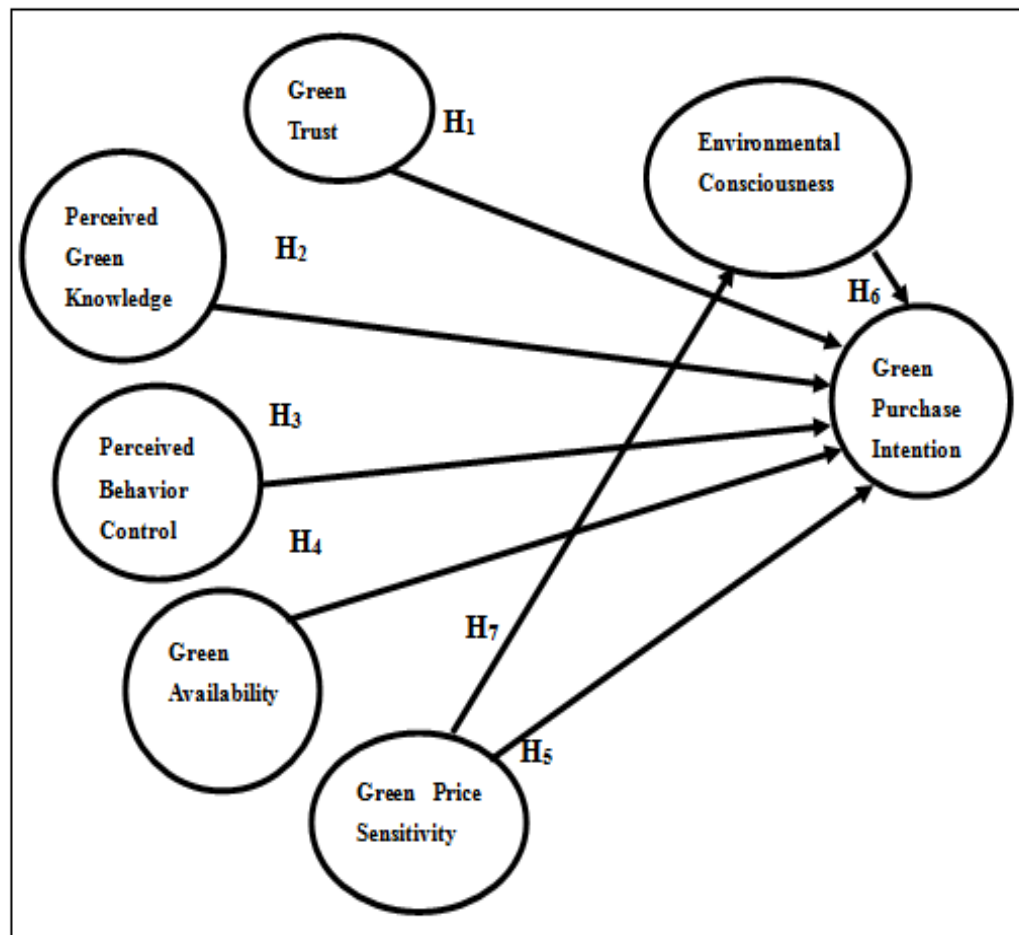 Green
Trust
H₁
Environmental
Consciousness
Perceived
Green
Knowledge
H₂
H₆
Green
Purchase
Intention
H₃
Perceived
Behavior
Control
H₄
Green
Availability
H₇
H₅
Green Price
Sensitivity